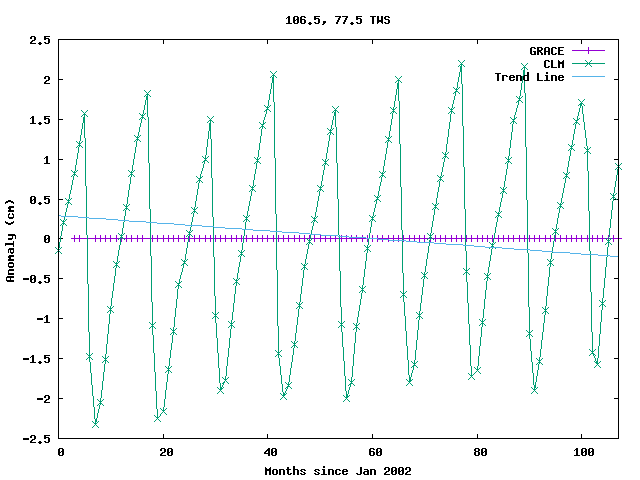 106.5, 77.5 TWS
GRACE
CLM
Trend Line
2.5
2
1.5
1
0.5
0
-0.5
-1
-1.5
-2
-2.5
Anomaly (cm)
0 20 40 60 80 100
Months since Jan 2002